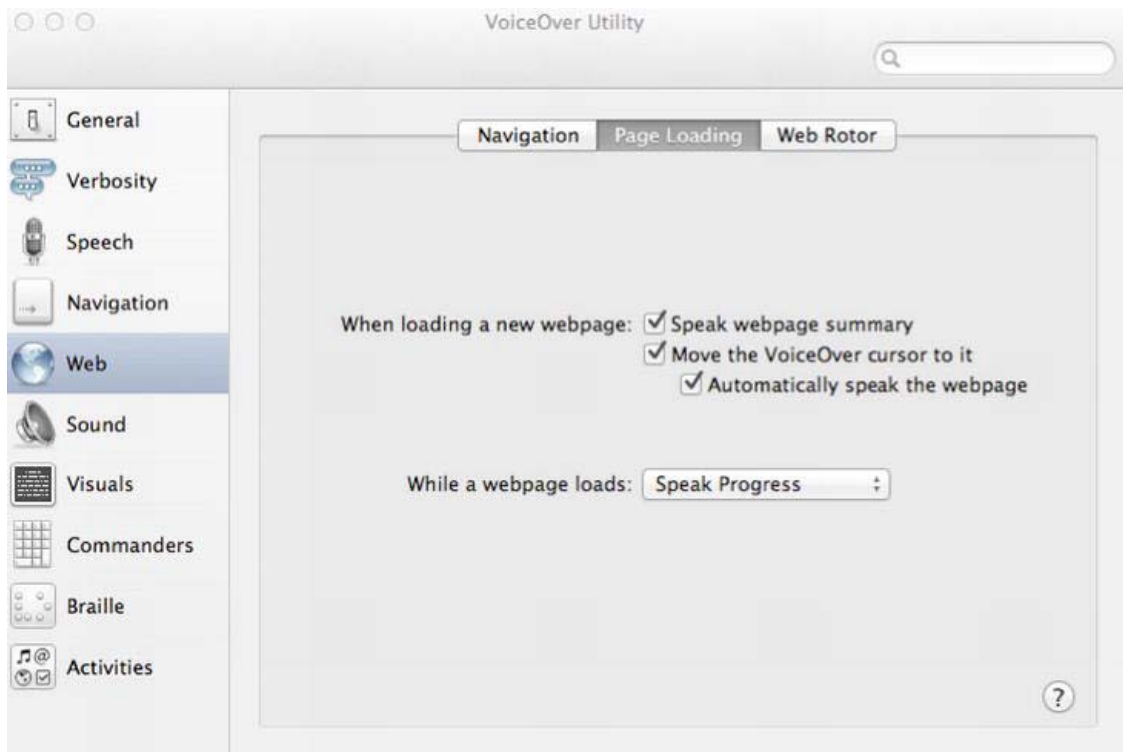 VoiceOver Utility
General
Verbosity
Speech
Navigation
Web
Sound
Visuals
Commanders
Braille
Activities
Navigation Page Loading Web Rotor
When loading a new webpage: Speak webpage summary
Move the VoiceOver cursor to it
Automatically speak the webpage
While a webpage loads: Speak Progress
?